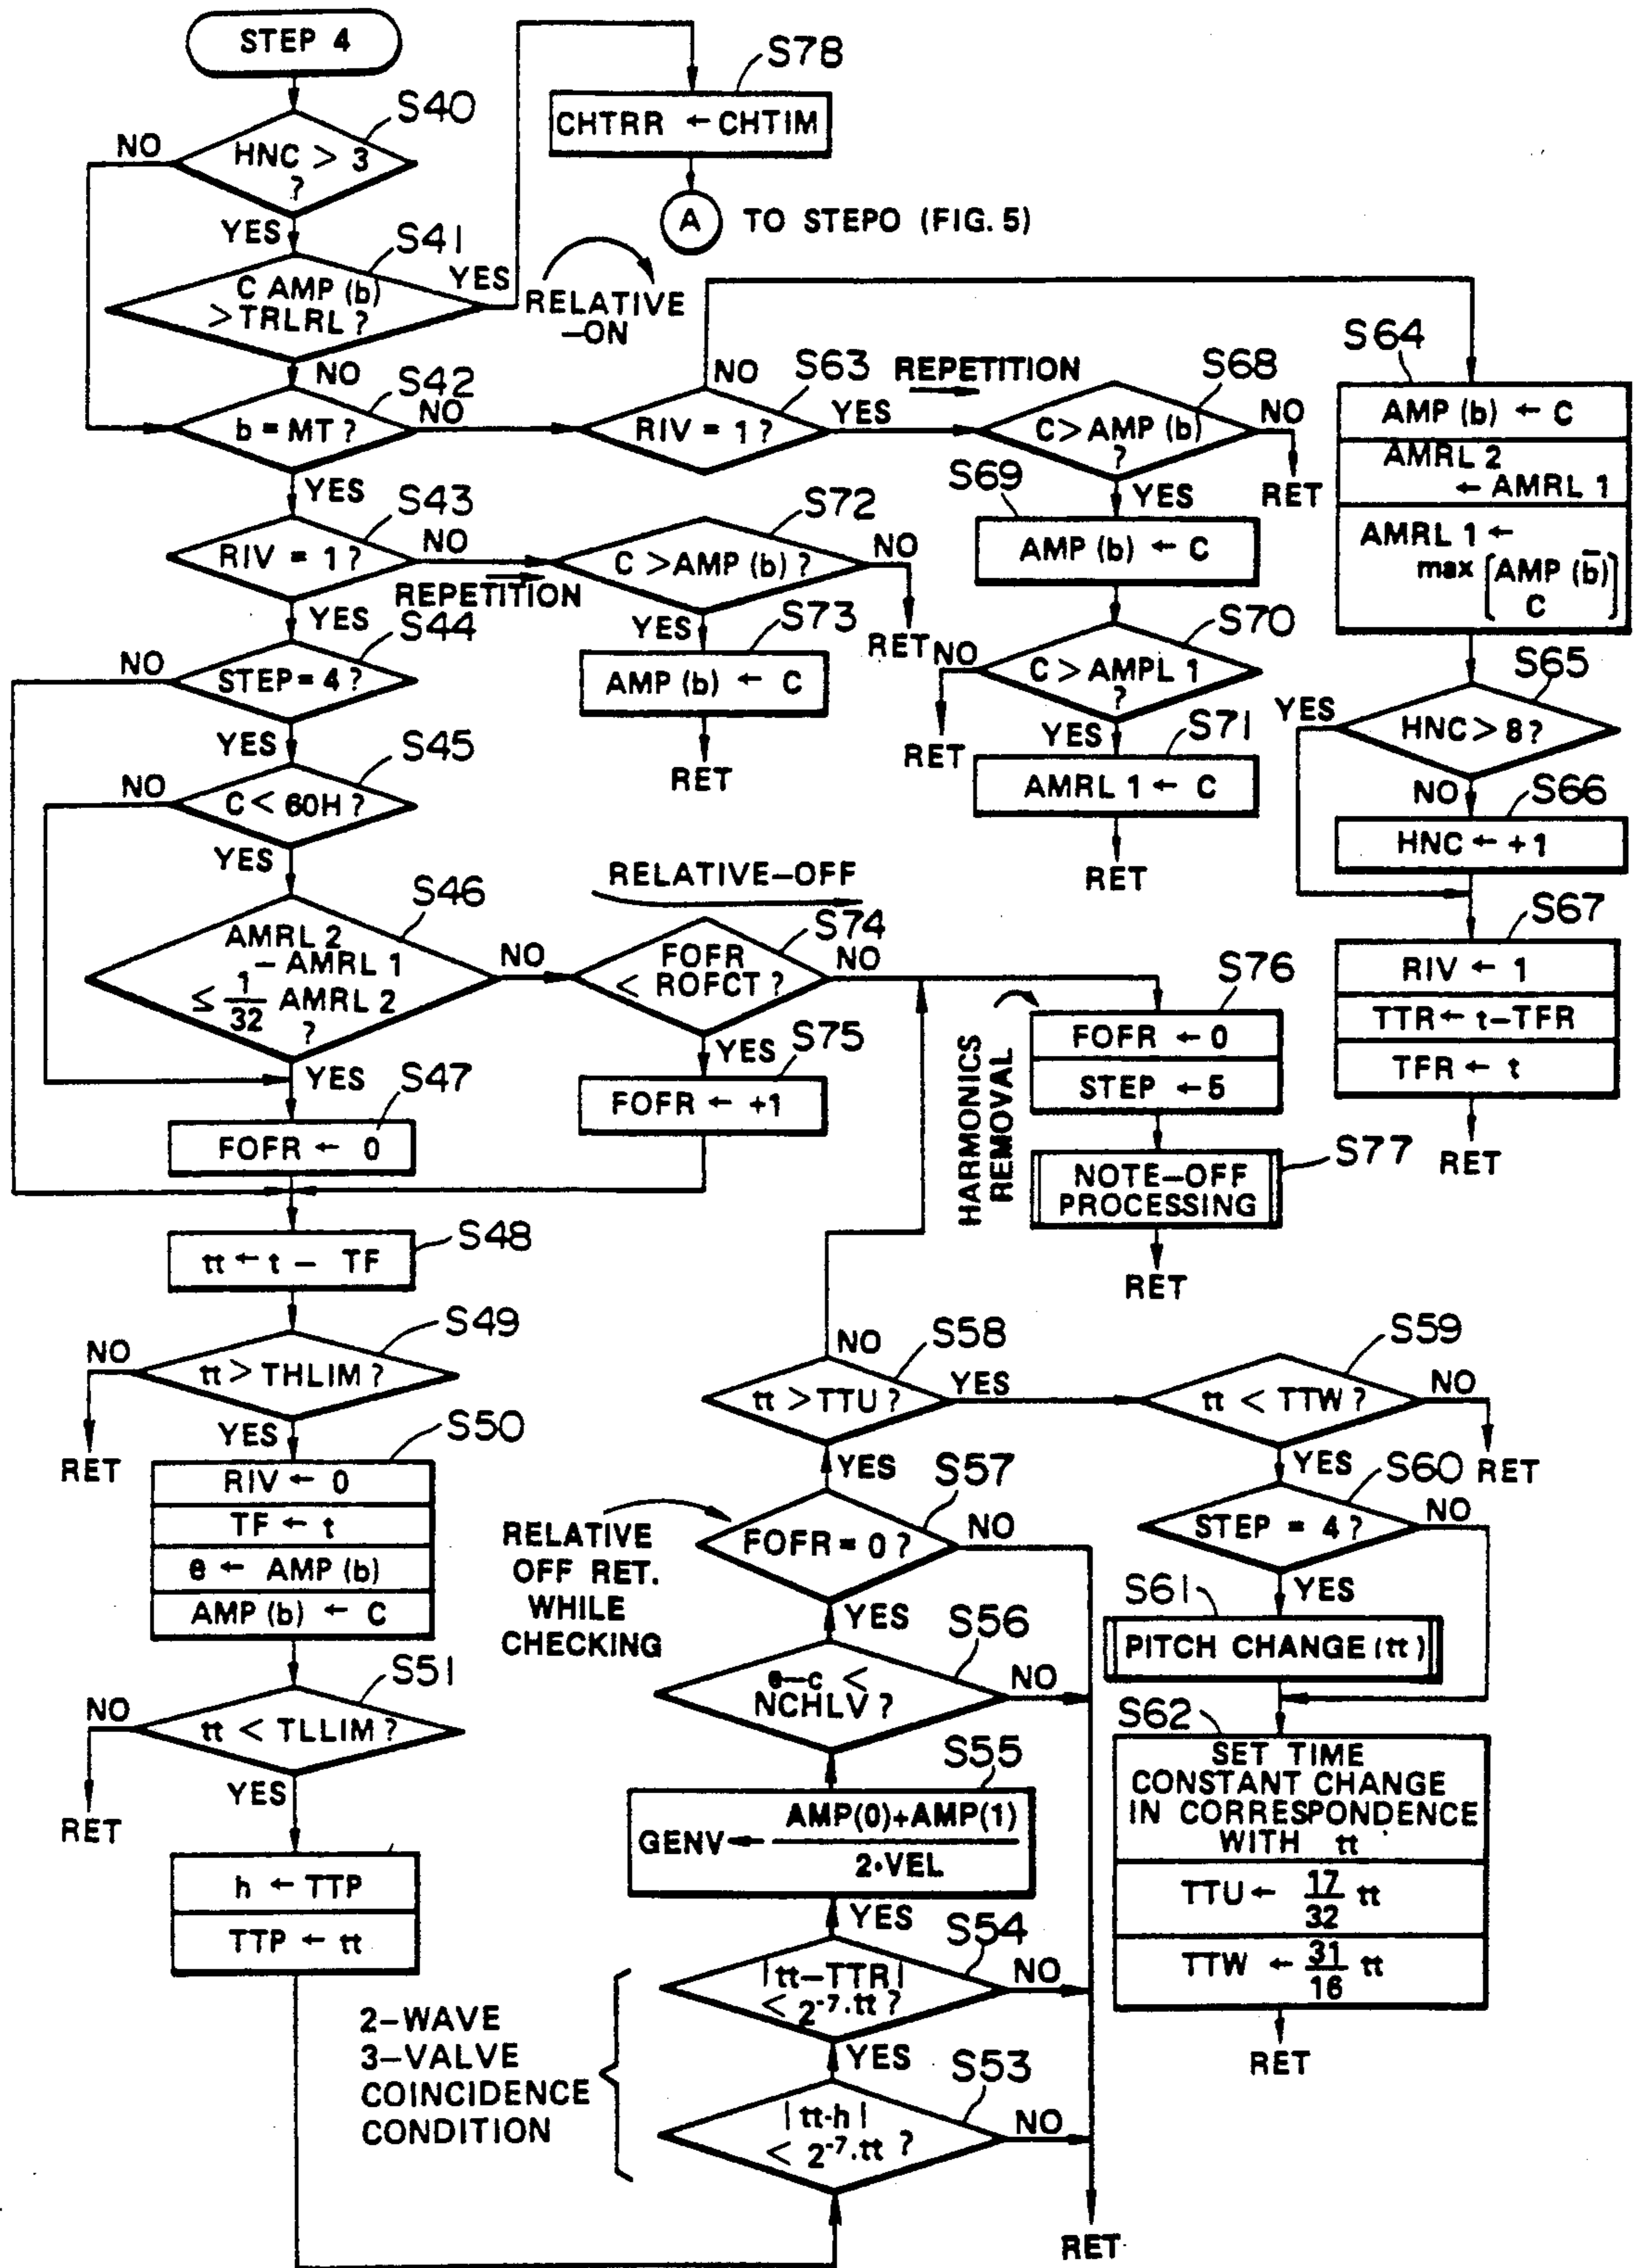 STEP 4
S40
HNC > 3
?
NO
YES
S41
C AMP (b)
> TRLRL ?
YES
NO
S78
CHTRR ← CHTIM
A
TO STEPO (FIG. 5)
RELATIVE
-ON
S42
b = MT ?
NO
YES
S63
RIV = 1 ?
NO
YES
REPETITION
S68
C > AMP (b)
?
NO
RET
YES
S69
AMP (b) ← C
S70
C > AMPL 1
?
NO
RET
YES
S71
AMRL 1 ← C
RET
S64
AMP (b) ← C
AMRL 2
← AMRL 1
AMRL 1 ←
max [AMP (b̅)
C]
S65
HNC > 8?
YES
NO
S66
HNC ← +1
S67
RIV ← 1
TTR ← t-TFR
TFR ← t
RET
S43
RIV = 1 ?
NO
REPETITION
YES
S72
C > AMP (b) ?
NO
RET
YES
S73
AMP (b) ← C
RET
S44
STEP = 4 ?
NO
YES
S45
C < 60H ?
NO
YES
S46
AMRL 2
- AMRL 1
≤ 1/32 AMRL 2
?
NO
YES
RELATIVE-OFF
S74
FOFR
< ROFCT ?
NO
YES
S75
FOFR ← +1
S47
FOFR ← 0
HARMONICS
REMOVAL
S76
FOFR ← 0
STEP ← 5
S77
NOTE-OFF
PROCESSING
RET
S48
tt ← t - TF
S49
tt > THLIM ?
NO
RET
YES
S50
RIV ← 0
TF ← t
e ← AMP (b)
AMP (b) ← C
S51
tt < TLLIM ?
NO
RET
YES
h ← TTP
TTP ← tt
2-WAVE
3-VALVE
COINCIDENCE
CONDITION
S53
|tt-h|
< 2⁻⁷.tt ?
NO
YES
S54
|tt-TTR|
< 2⁻⁷.tt ?
NO
YES
S55
GENV ← AMP(0)+AMP(1)
2·VEL
S56
e-c <
NCHLV ?
NO
YES
S57
FOFR = 0 ?
NO
RET
YES
RELATIVE
OFF RET.
WHILE
CHECKING
S58
tt > TTU ?
NO
YES
S59
tt < TTW ?
NO
RET
YES
S60
STEP = 4 ?
NO
YES
S61
PITCH CHANGE (tt)
S62
SET TIME
CONSTANT CHANGE
IN CORRESPONDENCE
WITH tt
TTU ← 17/32 tt
TTW ← 31/16 tt
RET